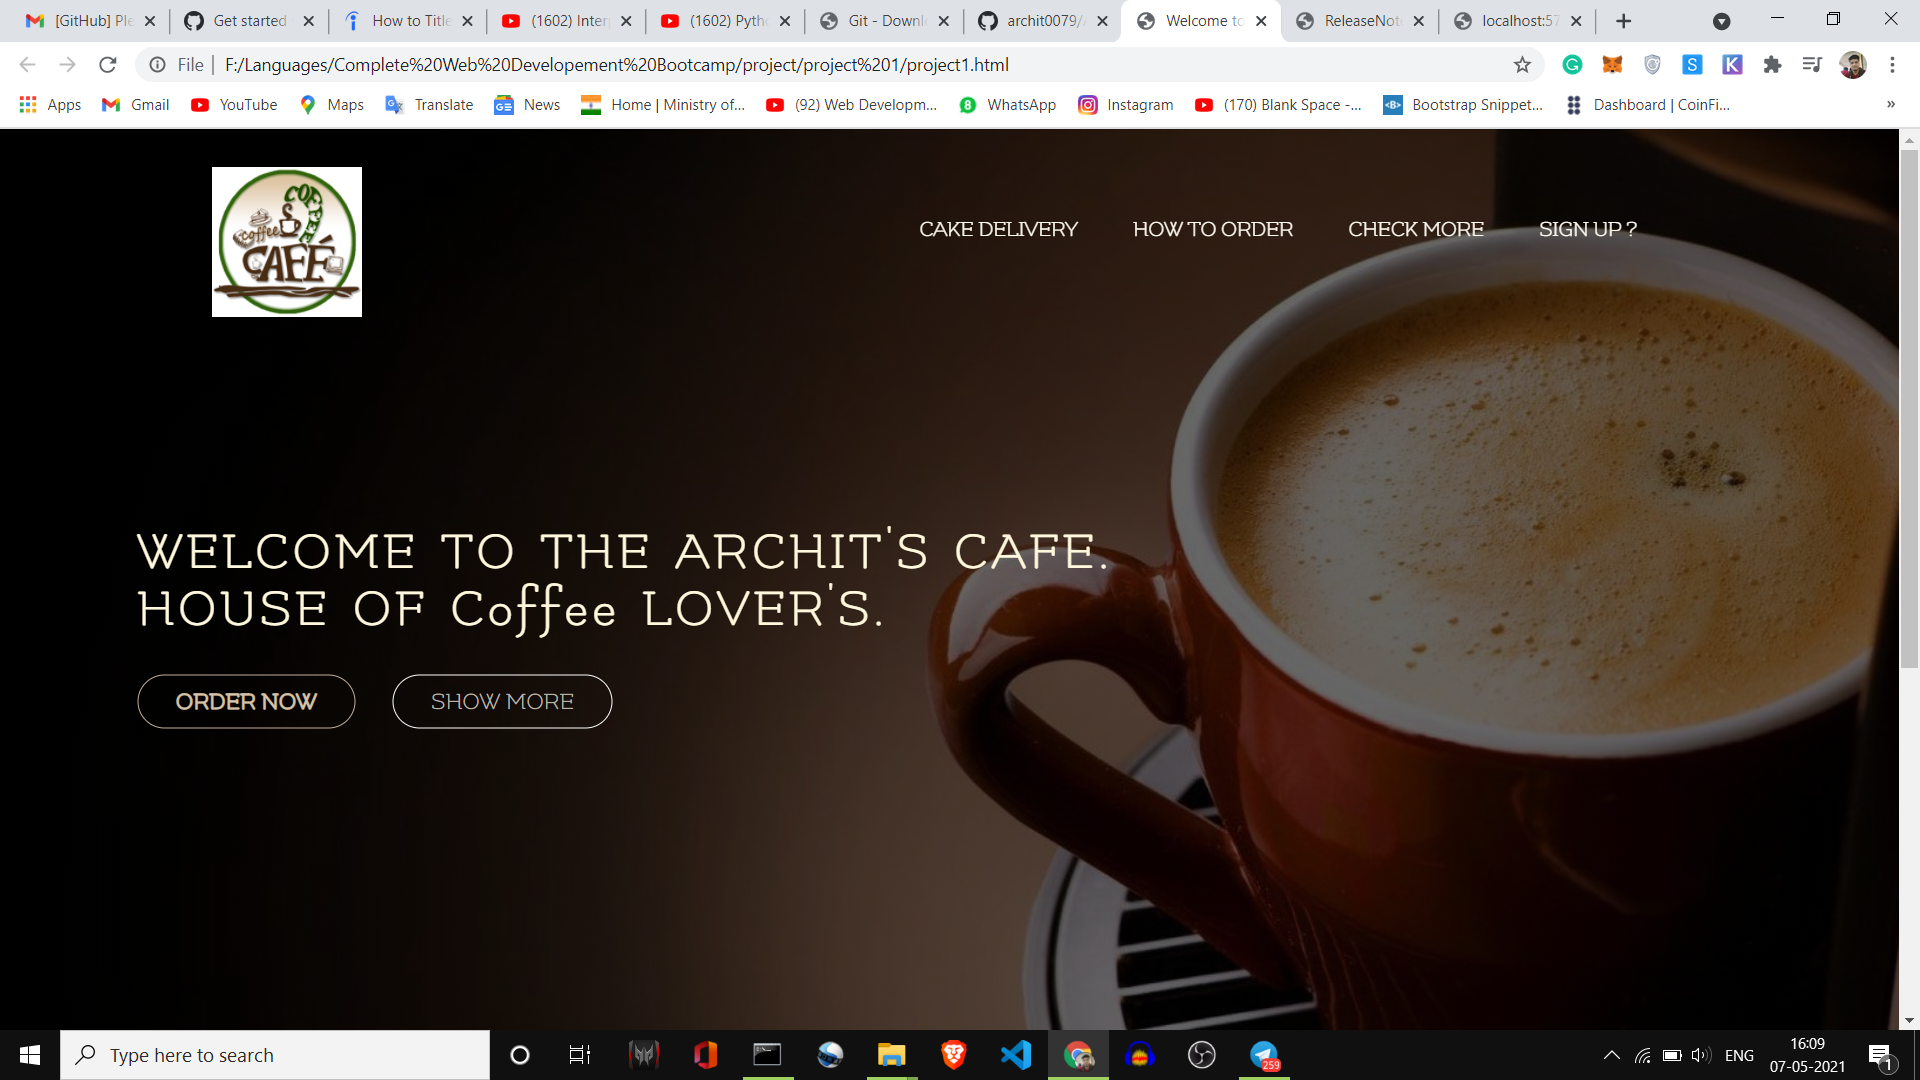 [GitHub] Ple
Get started
How to Title
(1602) Inter
(1602) Pyth
Git - Downl
archit0079/
Welcome to
ReleaseNot
localhost:57
File | F:/Languages/Complete%20Web%20Developement%20Bootcamp/project/project%201/project1.html
Apps
Gmail
YouTube
Maps
Translate
News
Home | Ministry of...
(92) Web Developm...
WhatsApp
Instagram
(170) Blank Space -...
Bootstrap Snippet...
Dashboard | CoinFi...
»
COFFEE
coffee
CAFÉ
CAKE DELIVERY
HOW TO ORDER
CHECK MORE
SIGN UP ?
WELCOME TO THE ARCHIT'S CAFE.
HOUSE OF Coffee LOVER'S.
ORDER NOW
SHOW MORE
Type here to search
259
ENG
16:09
07-05-2021
1